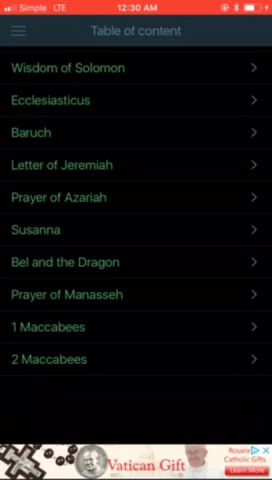 Simple LTE 12:30 AM
Table of content
Wisdom of Solomon
Ecclesiasticus
Baruch
Letter of Jeremiah
Prayer of Azariah
Susanna
Bel and the Dragon
Prayer of Manasseh
1 Maccabees
2 Maccabees
Vatican Gift
Rosaris
Catholic Gifts
Learn More